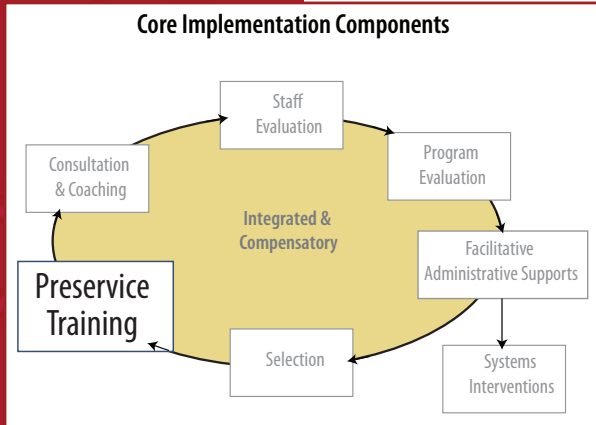 Core Implementation Components
Staff
Evaluation
Consultation
& Coaching
Program
Evaluation
Integrated &
Compensatory
Facilitative
Administrative Supports
Preservice
Training
Selection
Systems
Interventions